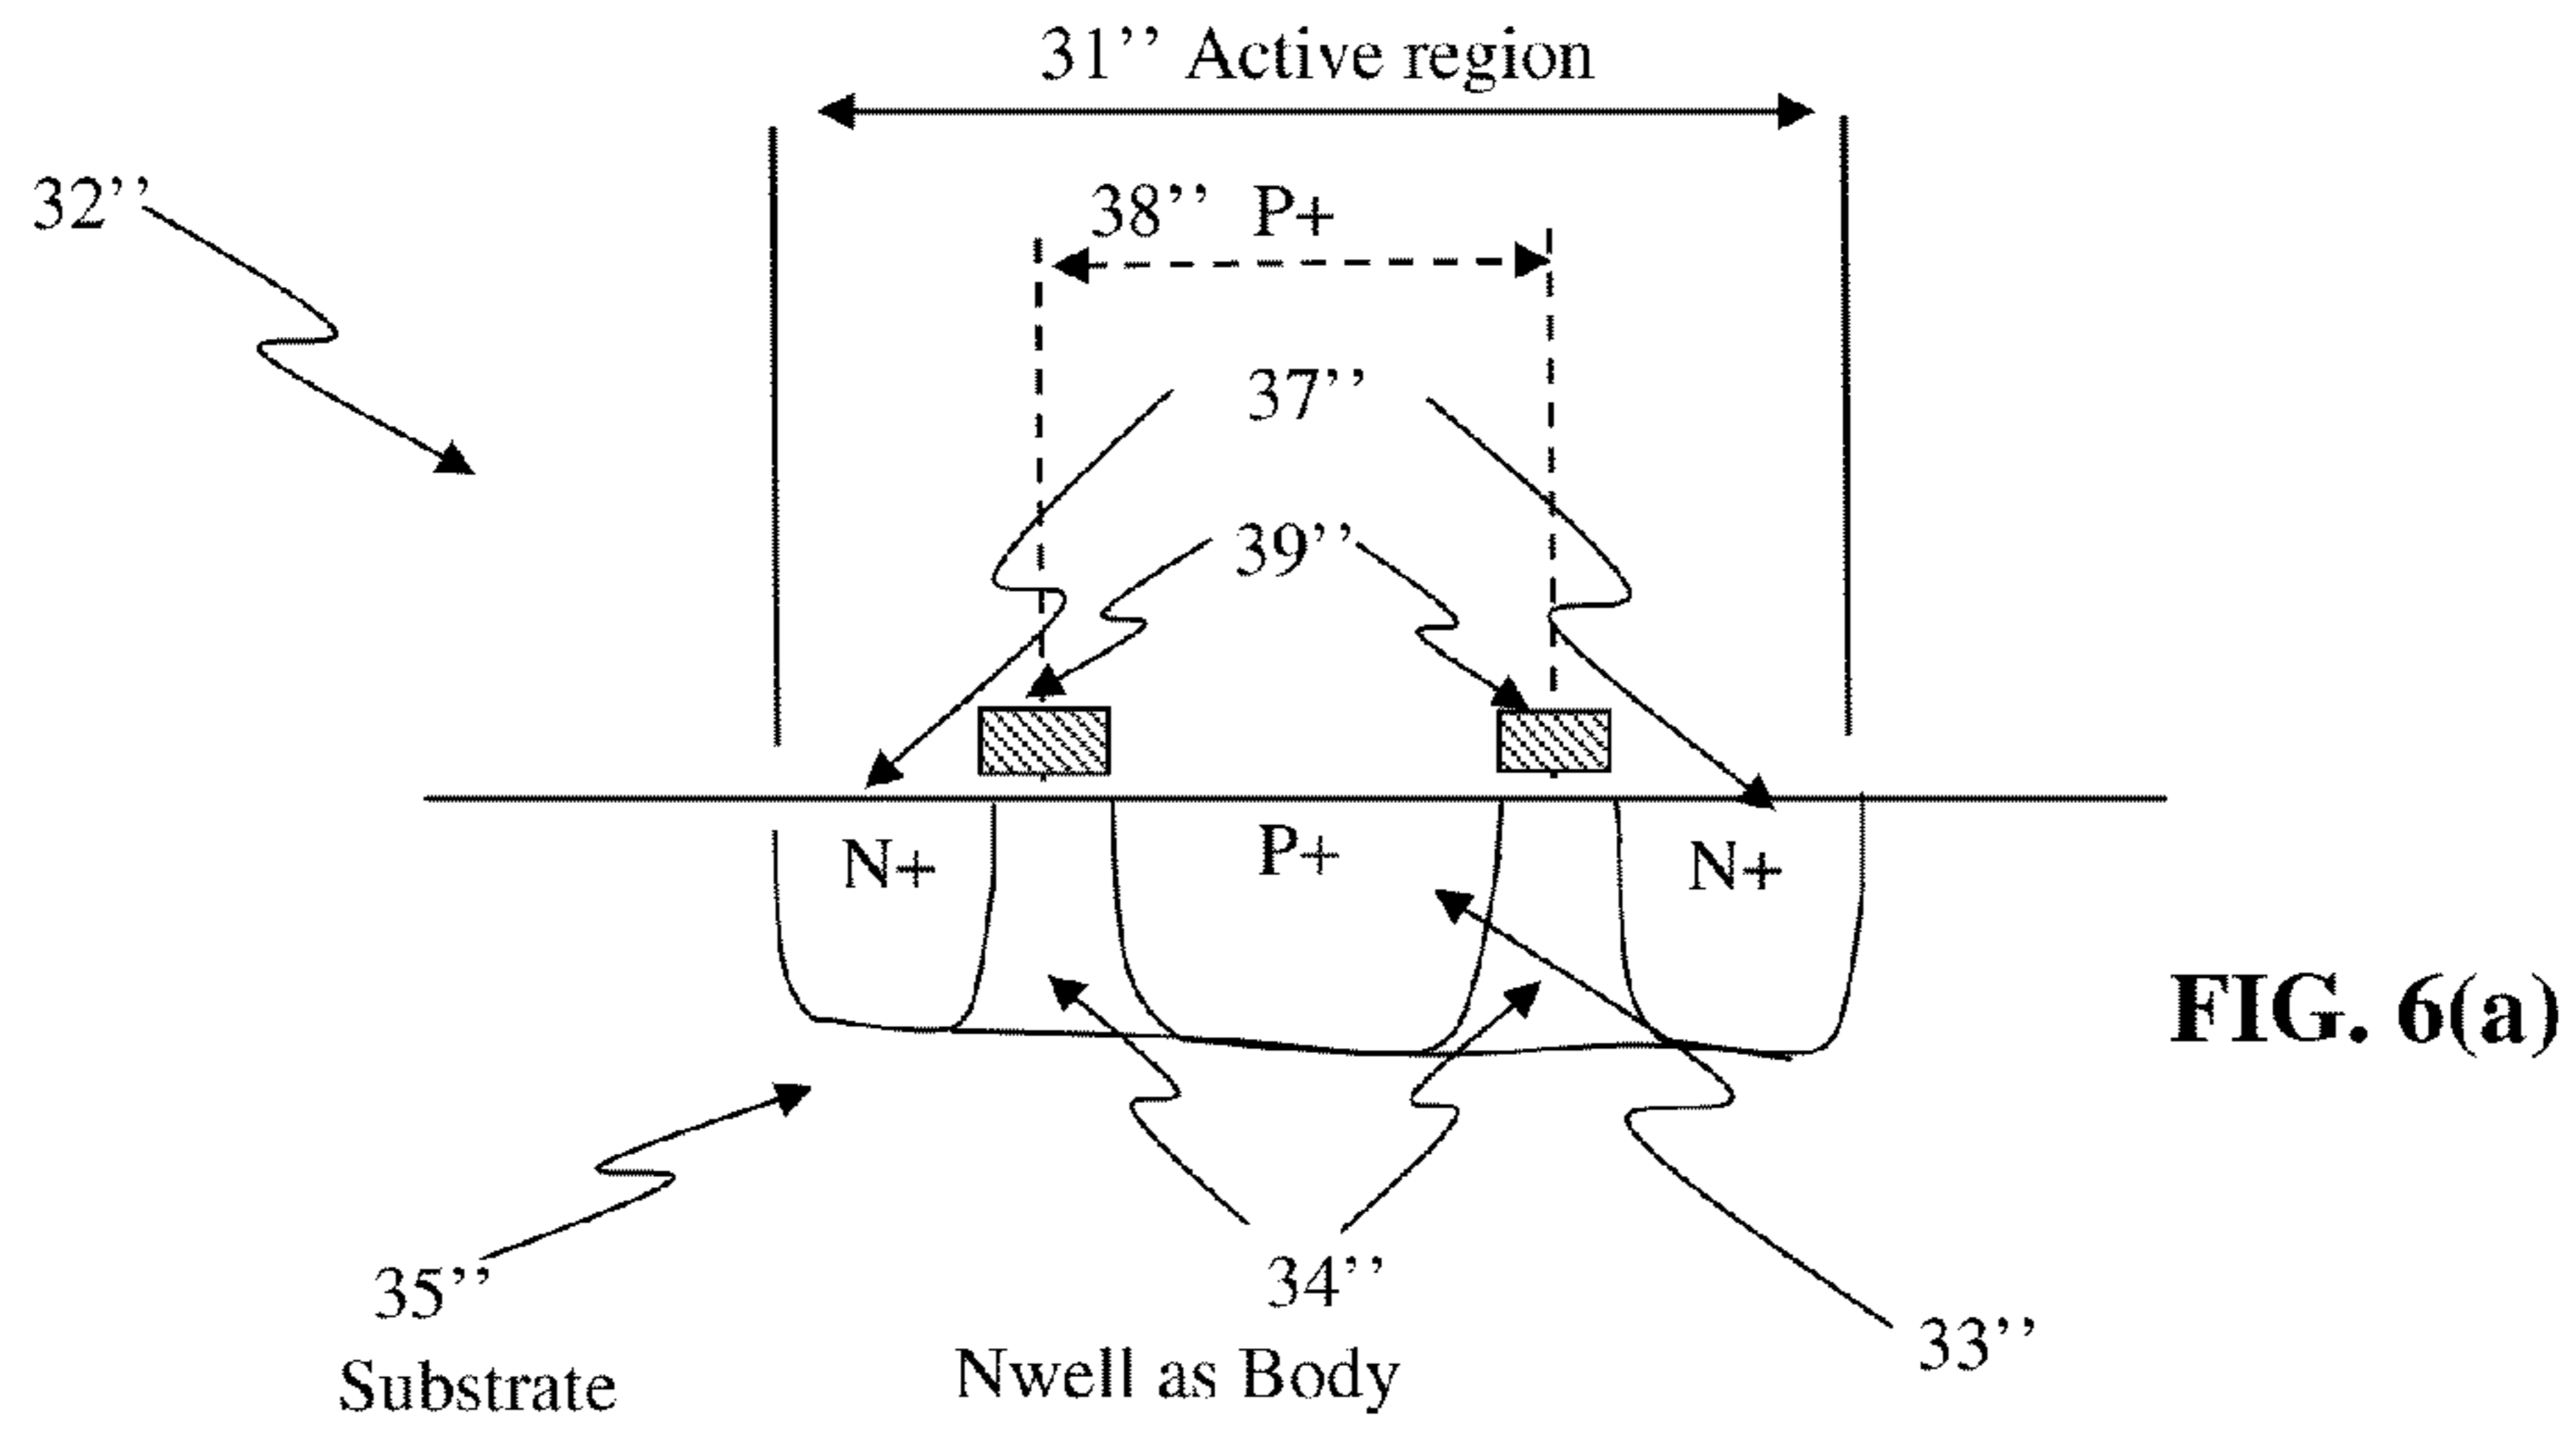 31’’ Active region
32’’
38’’ P+
37’’
39’’
N+ P+ N+
FIG. 6(a)
35’’ 34’’ 33’’
Substrate Nwell as Body